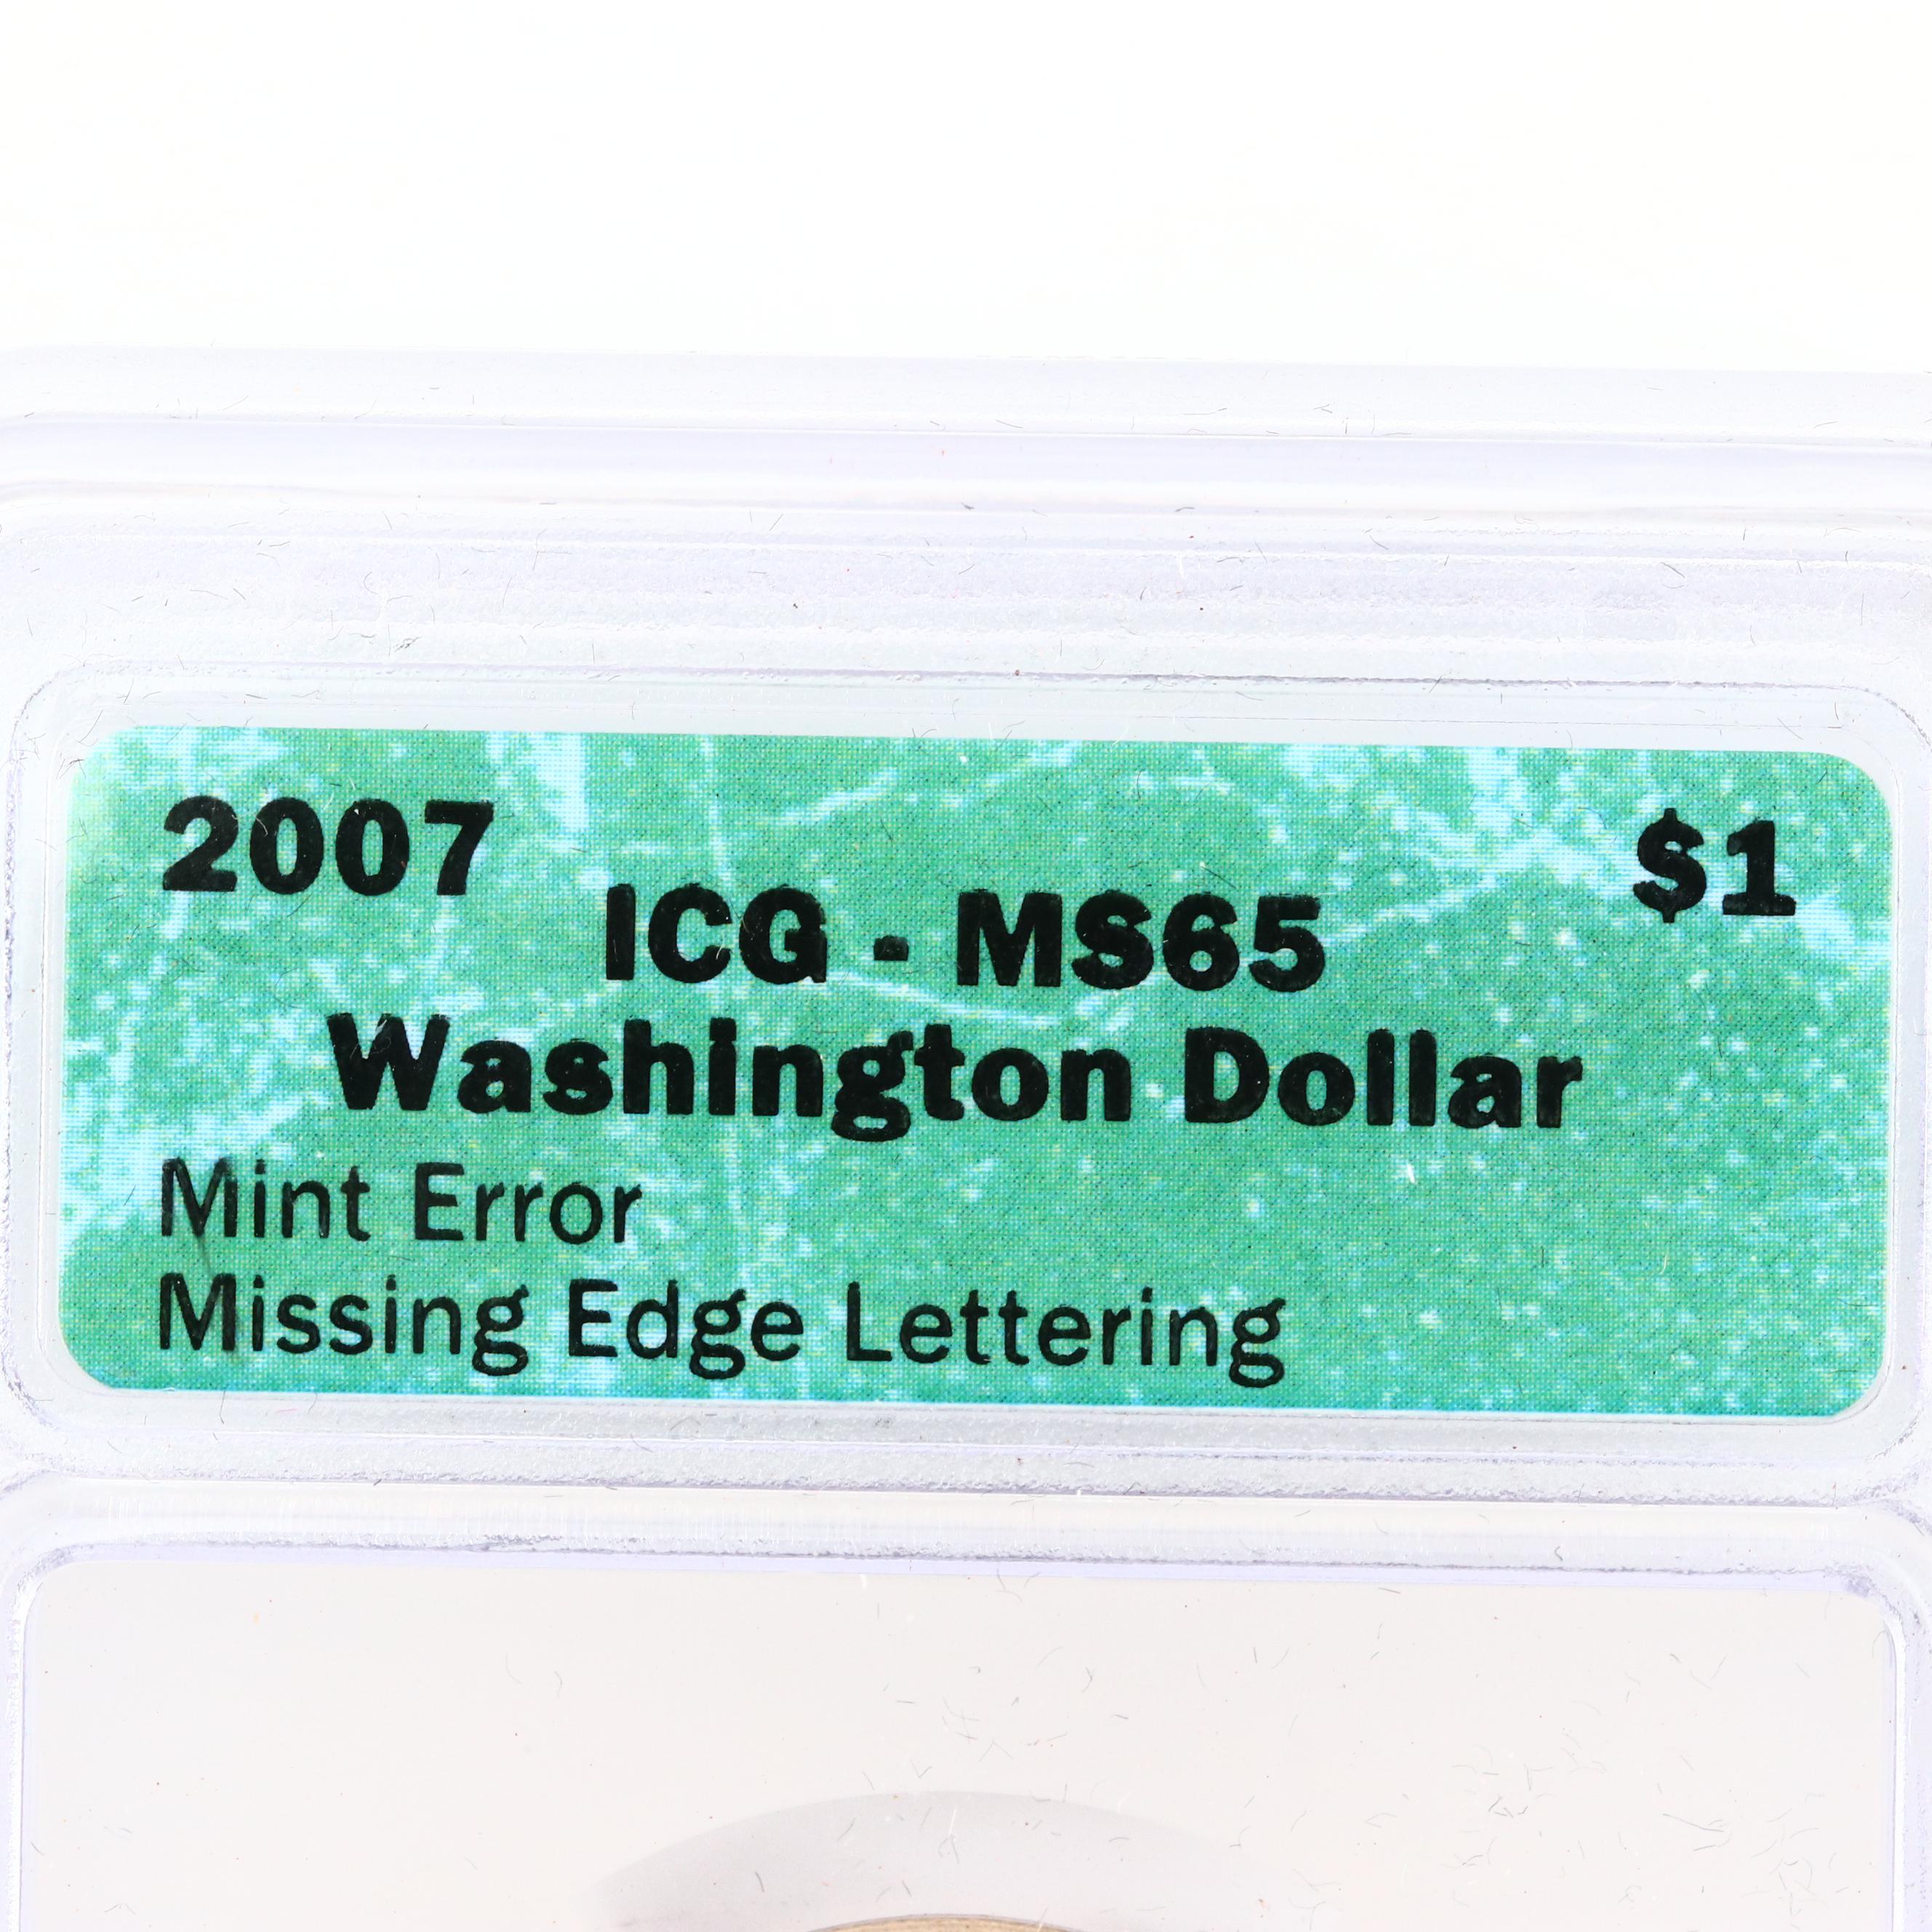 2007 $1
ICG - MS65
Washington Dollar
Mint Error
Missing Edge Lettering